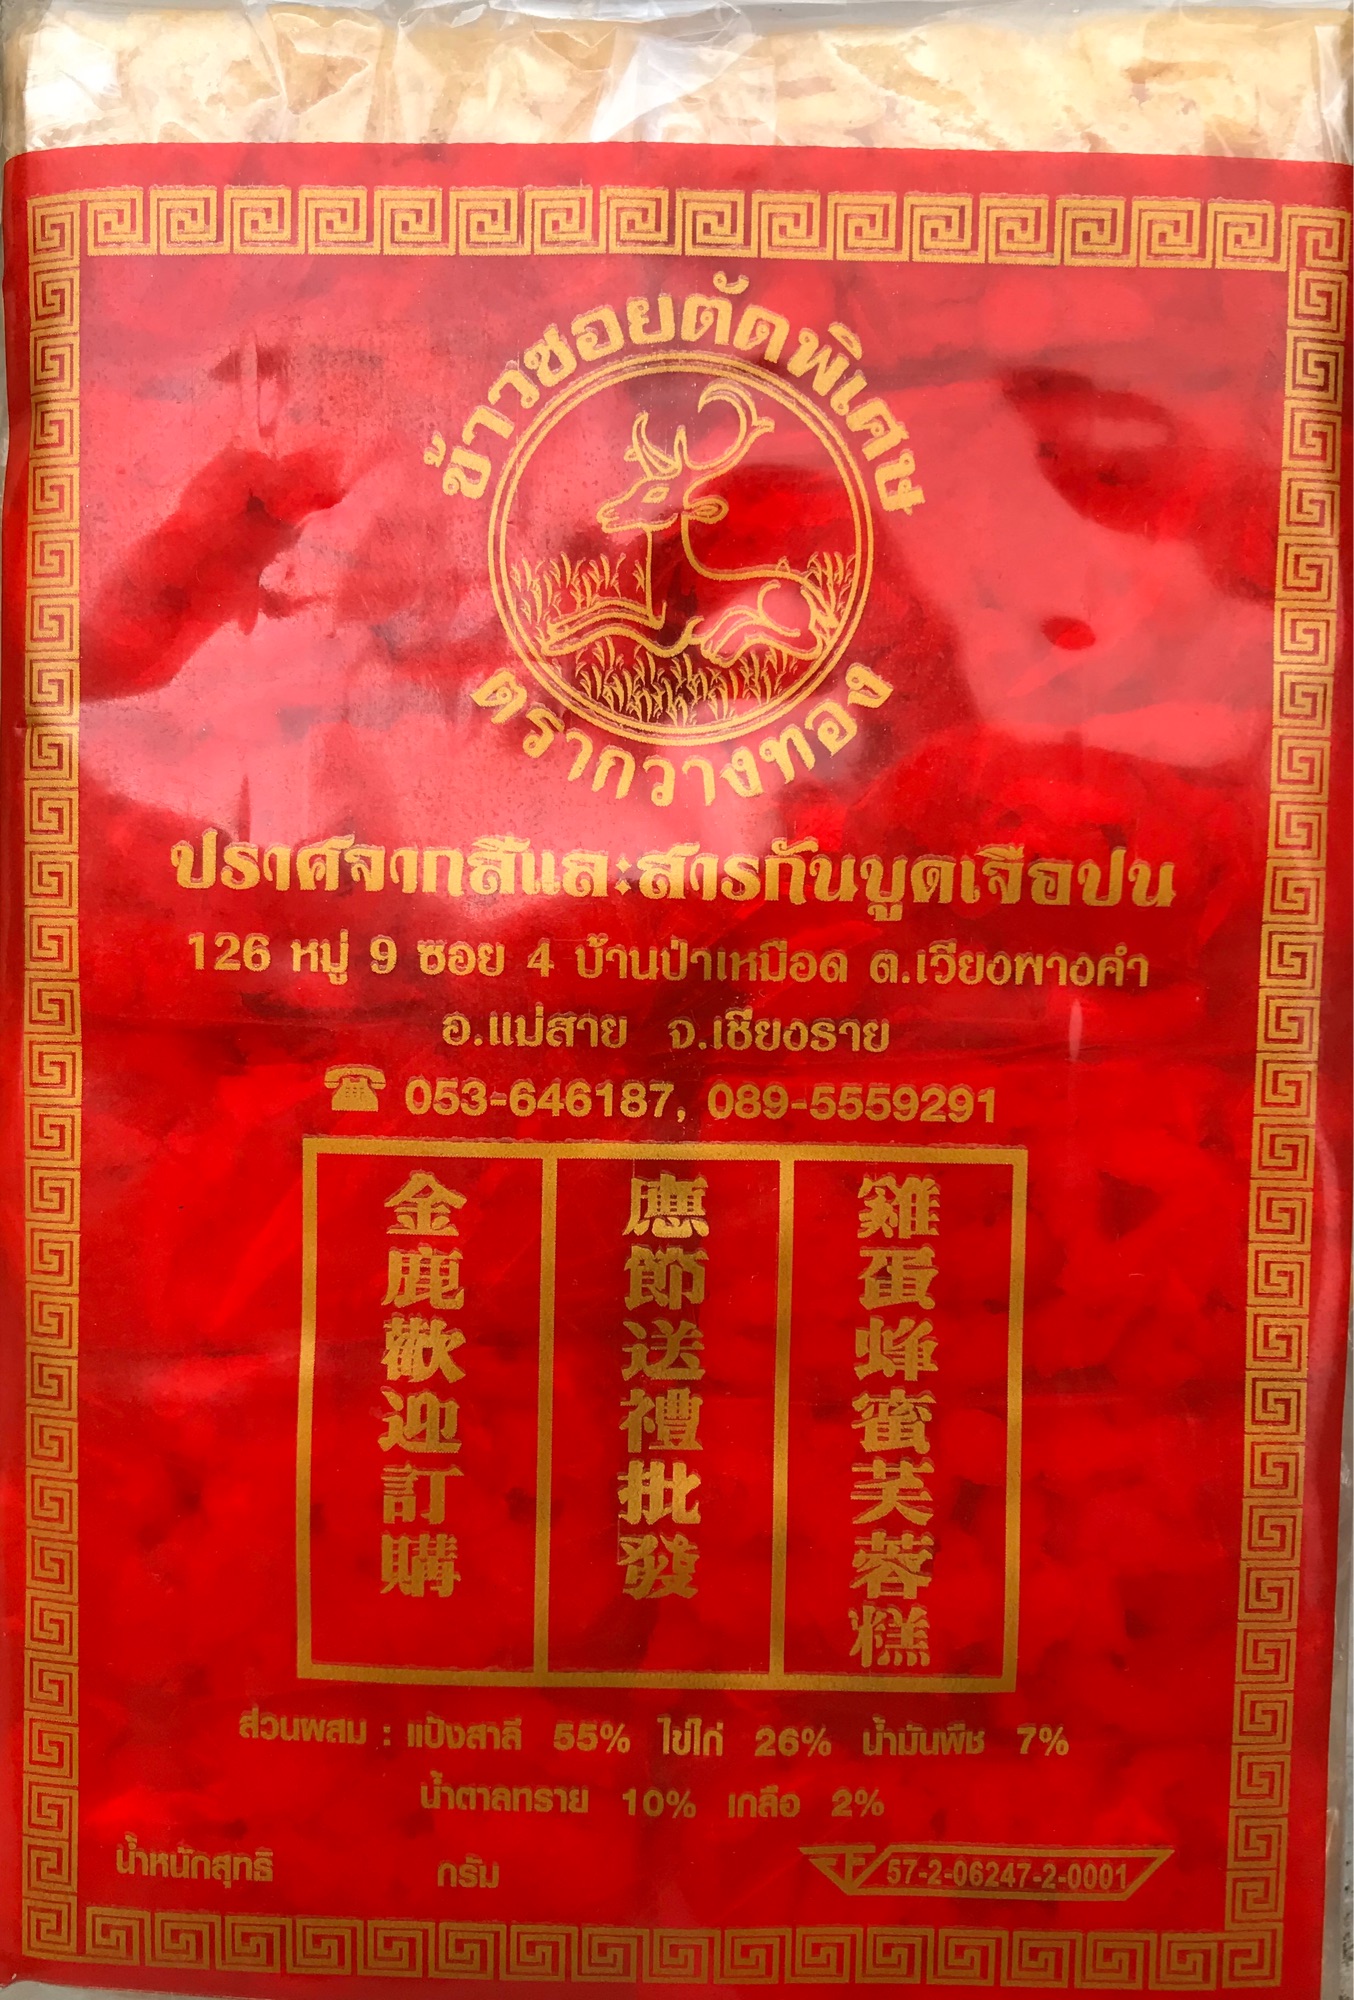 ข้าวซอยตัดพิเศษ
ตรากวางทอง
ปราศจากสีและสารกันบูดเจือปน
126 หมู่ 9 ซอย 4 บ้านป่าเหมือด ต.เวียงพางคำ
อ.แม่สาย จ.เชียงราย
☎ 053-646187, 089-5559291
雞蛋蜂蜜芙蓉糕
應節送禮批發
金鹿歡迎訂購
ส่วนผสม : แป้งสาลี 55% ไข่ไก่ 26% น้ำมันพืช 7%
น้ำตาลทราย 10% เกลือ 2%
น้ำหนักสุทธิ กรัม
57-2-06247-2-0001